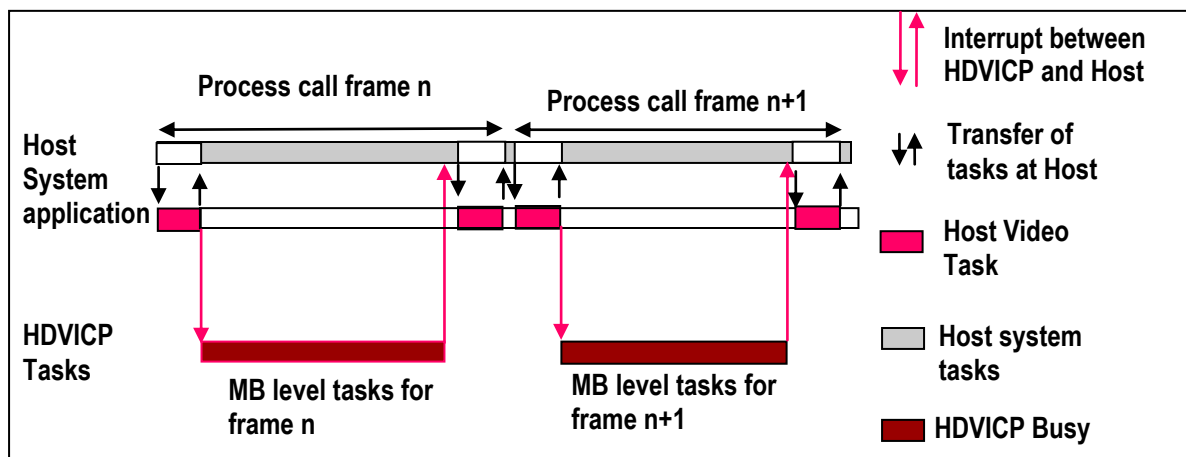 Process call frame n
Process call frame n+1
Host
System
application
HDVICP
Tasks
MB level tasks for
frame n
MB level tasks for
frame n+1
Interrupt between
HDVICP and Host
Transfer of
tasks at Host
Host Video
Task
Host system
tasks
HDVICP Busy